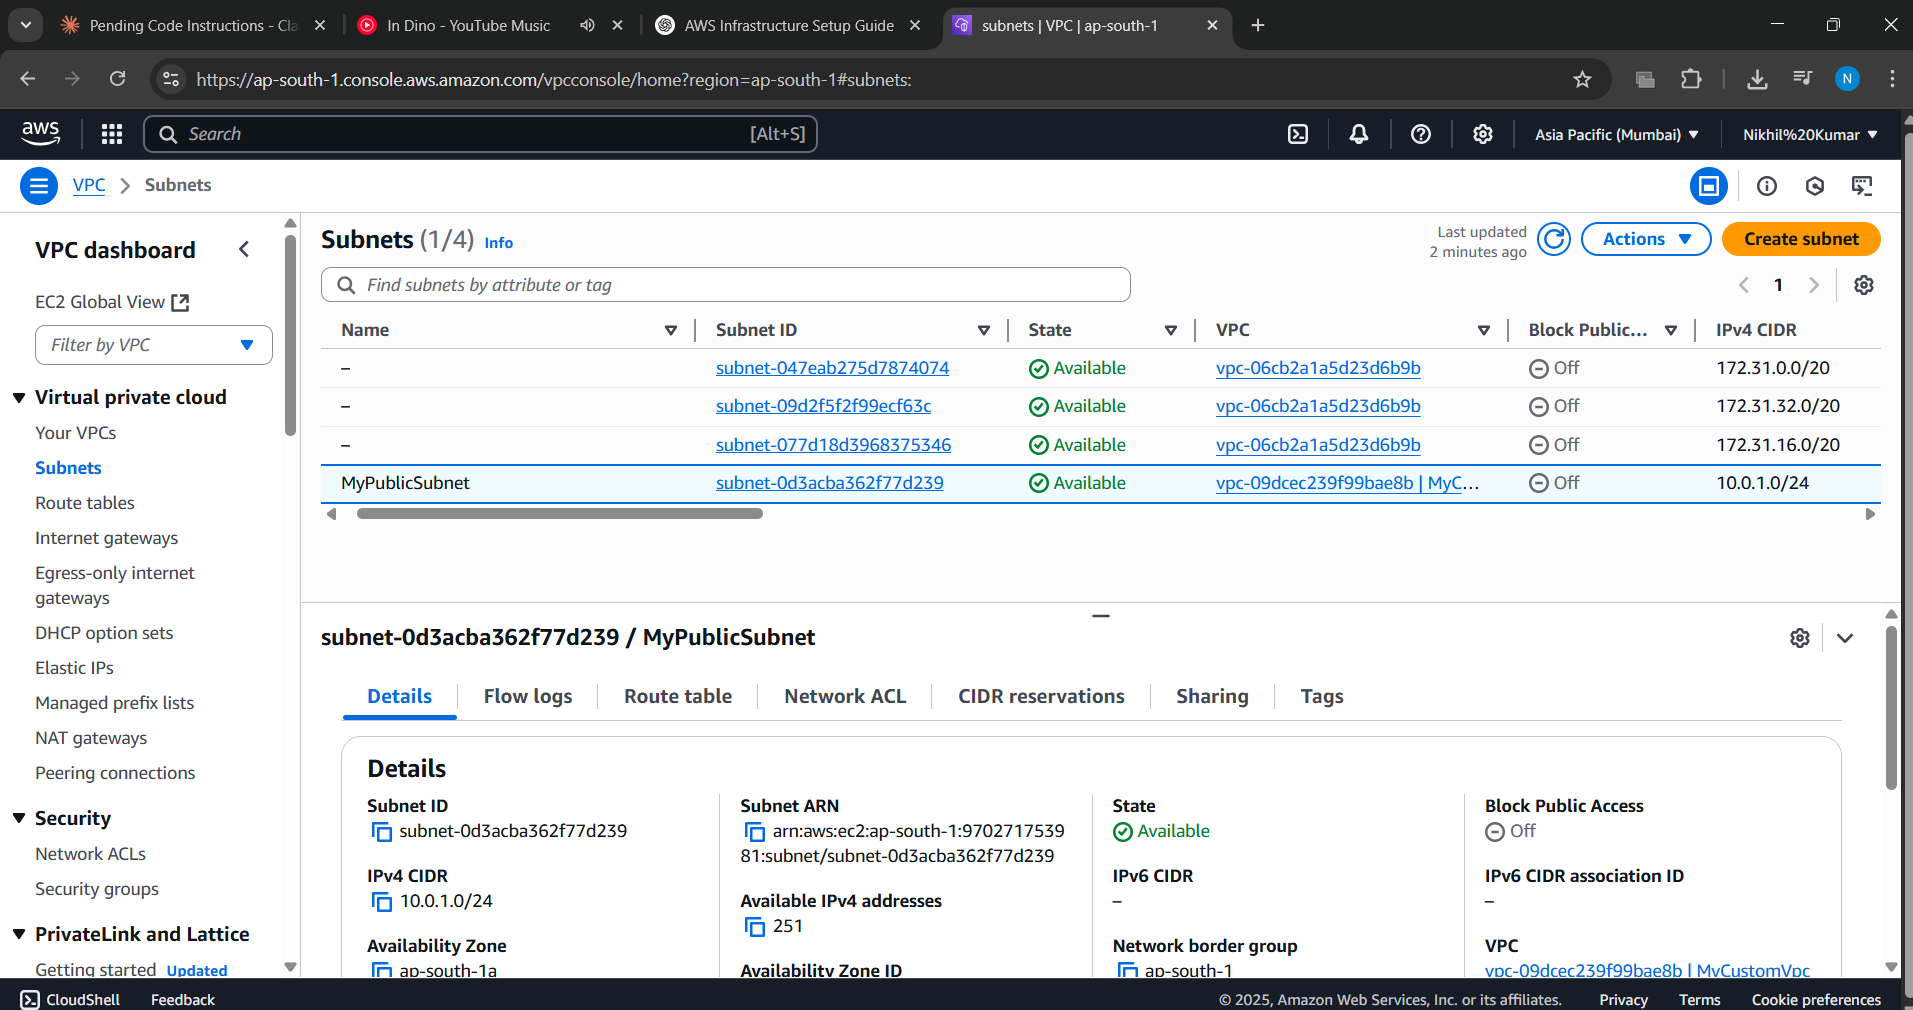 Pending Code Instructions - Cla
In Dino - YouTube Music
AWS Infrastructure Setup Guide
subnets | VPC | ap-south-1
https://ap-south-1.console.aws.amazon.com/vpcconsole/home?region=ap-south-1#subnets:
N
aws
Search
[Alt+S]
Asia Pacific (Mumbai)
Nikhil%20Kumar
VPC
Subnets
VPC dashboard
EC2 Global View
Filter by VPC
Virtual private cloud
Your VPCs
Subnets
Route tables
Internet gateways
Egress-only internet
gateways
DHCP option sets
Elastic IPs
Managed prefix lists
NAT gateways
Peering connections
Security
Network ACLs
Security groups
PrivateLink and Lattice
Getting started Updated
Subnets (1/4) Info
Last updated
2 minutes ago
Actions
Create subnet
Find subnets by attribute or tag
1
Name Subnet ID State VPC Block Public... IPv4 CIDR
– subnet-047eab275d7874074 Available vpc-06cb2a1a5d23d6b9b Off 172.31.0.0/20
– subnet-09d2f5f2f99ecf63c Available vpc-06cb2a1a5d23d6b9b Off 172.31.32.0/20
– subnet-077d18d3968375346 Available vpc-06cb2a1a5d23d6b9b Off 172.31.16.0/20
MyPublicSubnet subnet-0d3acba362f77d239 Available vpc-09dcec239f99bae8b | MyC... Off 10.0.1.0/24
subnet-0d3acba362f77d239 / MyPublicSubnet
Details Flow logs Route table Network ACL CIDR reservations Sharing Tags
Details
Subnet ID
subnet-0d3acba362f77d239
IPv4 CIDR
10.0.1.0/24
Availability Zone
ap-south-1a
Subnet ARN
arn:aws:ec2:ap-south-1:9702717539
81:subnet/subnet-0d3acba362f77d239
Available IPv4 addresses
251
Availability Zone ID
State
Available
IPv6 CIDR
–
Network border group
ap-south-1
Block Public Access
Off
IPv6 CIDR association ID
–
VPC
vpc-09dcec239f99bae8b | MyCustomVpc
CloudShell
Feedback
© 2025, Amazon Web Services, Inc. or its affiliates.
Privacy
Terms
Cookie preferences